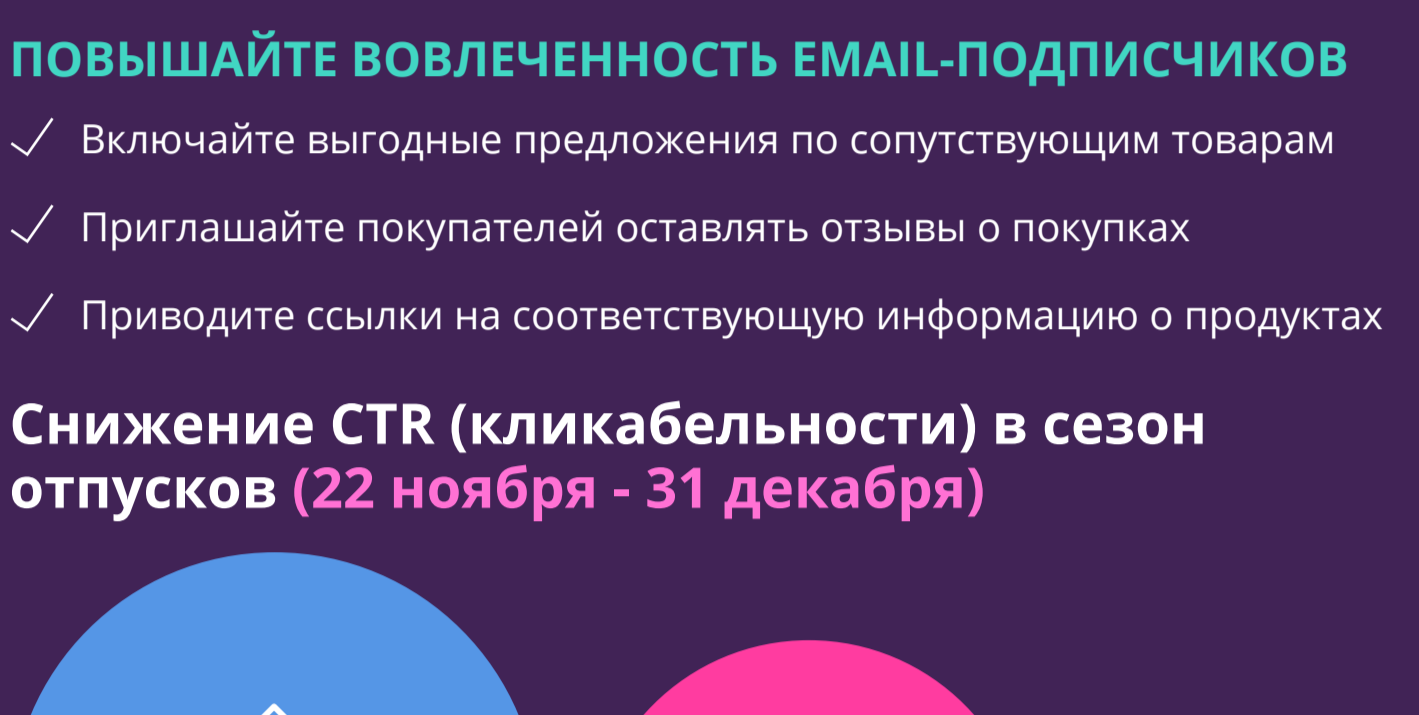 ПОВЫШАЙТЕ ВОВЛЕЧЕННОСТЬ EMAIL-ПОДПИСЧИКОВ
Включайте выгодные предложения по сопутствующим товарам
Приглашайте покупателей оставлять отзывы о покупках
Приводите ссылки на соответствующую информацию о продуктах
Снижение CTR (кликабельности) в сезон
отпусков (22 ноября - 31 декабря)